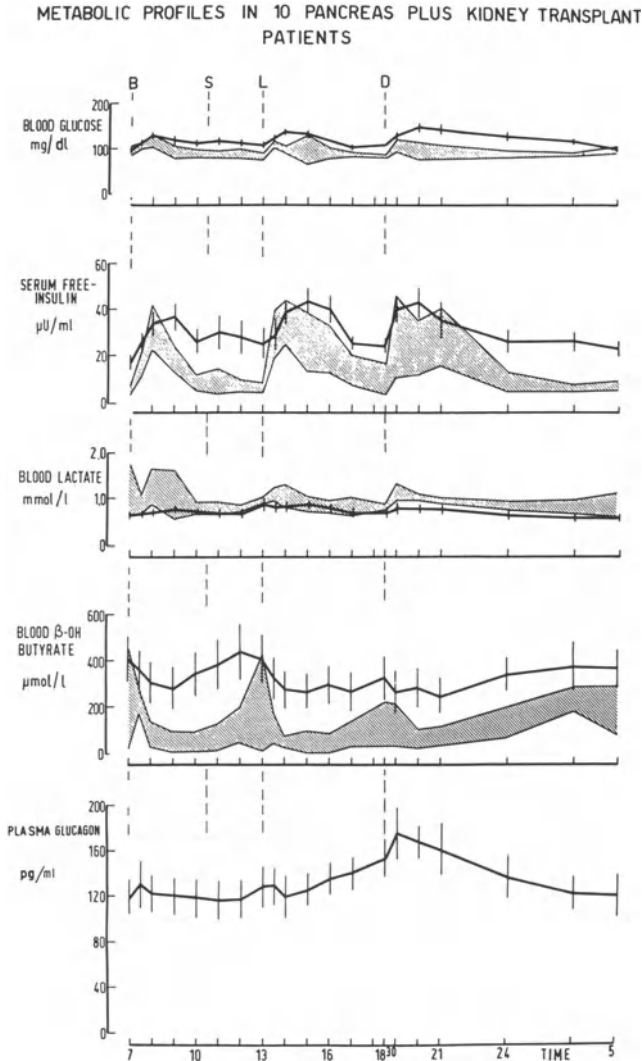 METABOLIC PROFILES IN 10 PANCREAS PLUS KIDNEY TRANSPLANT
PATIENTS
B S L D
BLOOD GLUCOSE
mg/dl
200
100
0
SERUM FREE-
INSULIN
µU/ml
60
40
20
0
BLOOD LACTATE
mmol/l
2,0
1,0
0
BLOOD β-OH
BUTYRATE
µmol/l
600
400
200
0
PLASMA GLUCAGON
pg/ml
200
160
120
80
40
0
7 10 13 16 18 30 21 24 TIME 5